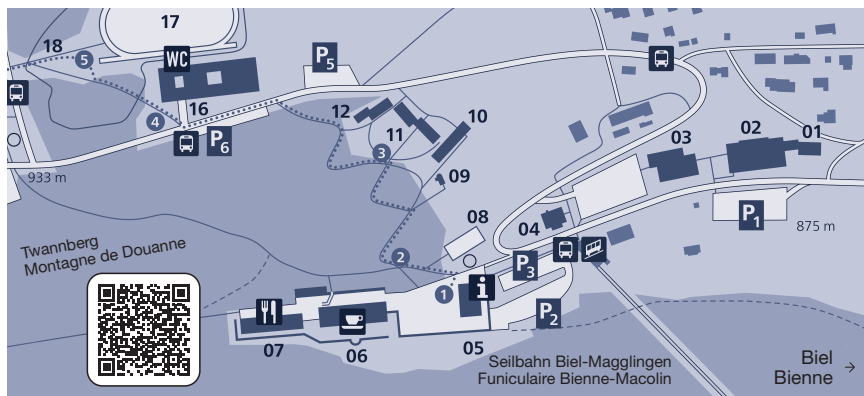 17
18
5
WC
P5
4
16
P6
933 m
12
11
10
3
09
08
2
1
i
03
02
01
P1
875 m
04
P3
P2
Twannberg
Montagne de Douanne
07
06
05
Seilbahn Biel-Magglingen
Funiculaire Bienne-Macolin
Biel →
Bienne